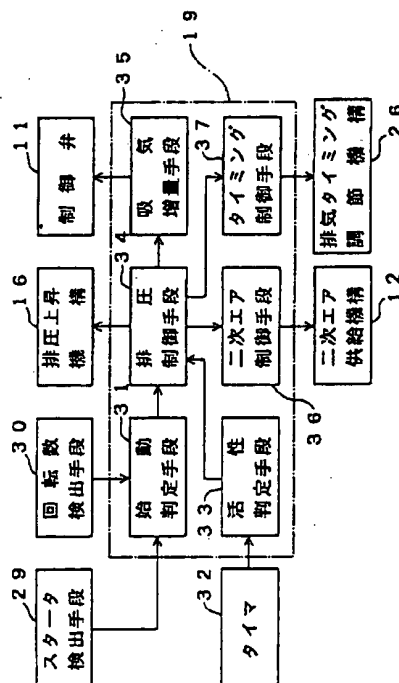 スタータ
検出手段
29
回転数
検出手段
30
排圧上昇
機構
16
制御弁
11
始動
判定手段
31
排圧
制御手段
34
吸気
増量手段
35
19
活性
判定手段
33
二次エア
制御手段
36
タイミング
制御手段
37
タイマ
32
二次エア
供給機構
12
排気タイミング
調節機構
26